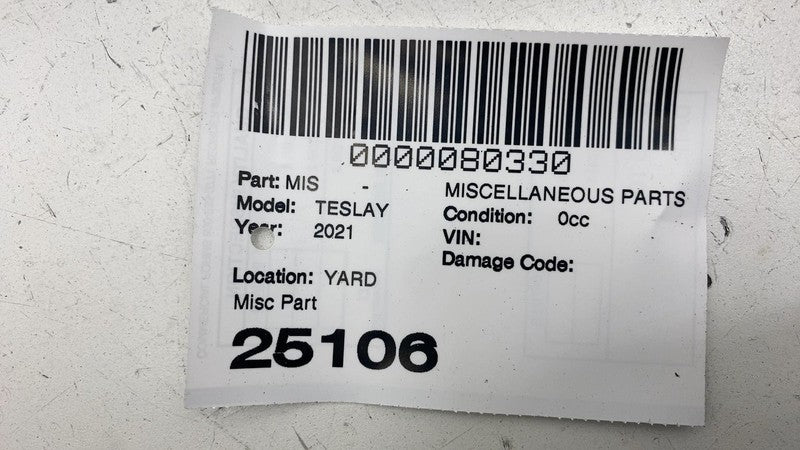 0000080330
Part: MIS - MISCELLANEOUS PARTS
Model: TESLAY Condition: 0cc
Year: 2021 VIN:
Damage Code:
Location: YARD
Misc Part
25106